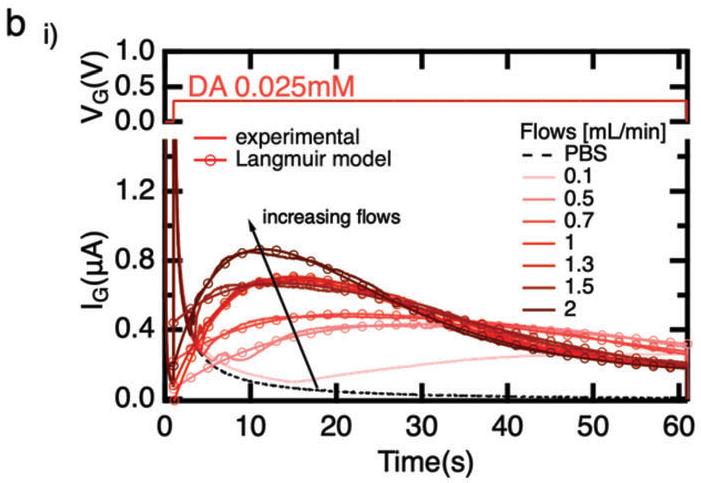 b i)
1.0
0.5
0.0
VG(V)
DA 0.025mM
experimental
Langmuir model
Flows [mL/min]
PBS
0.1
0.5
0.7
1
1.3
1.5
2
increasing flows
1.2
0.8
0.4
0.0
IG(μA)
0 10 20 30 40 50 60
Time(s)